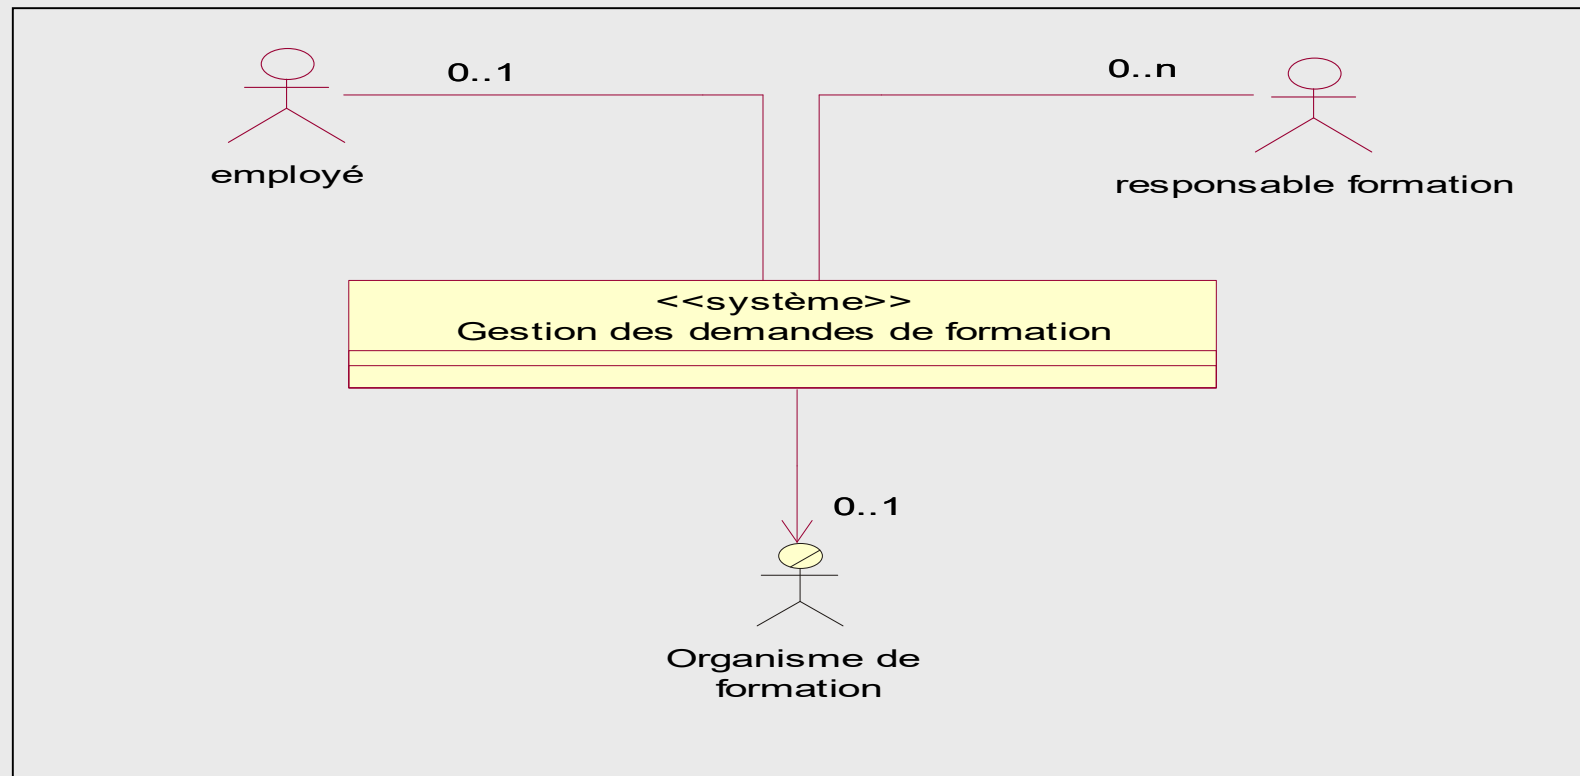 0..1
0..n
employé
responsable formation
<<système>>
Gestion des demandes de formation
0..1
Organisme de
formation